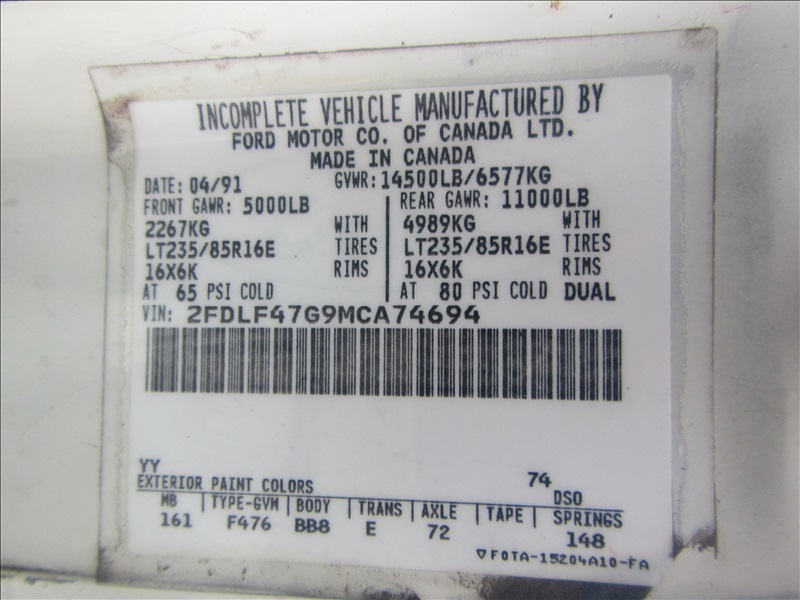 INCOMPLETE VEHICLE MANUFACTURED BY
FORD MOTOR CO. OF CANADA LTD.
MADE IN CANADA
DATE: 04/91 GVWR: 14500LB/6577KG
FRONT GAWR: 5000LB REAR GAWR: 11000LB
2267KG WITH 4989KG WITH
LT235/85R16E TIRES LT235/85R16E TIRES
16X6K RIMS 16X6K RIMS
AT 65 PSI COLD AT 80 PSI COLD DUAL
VIN: 2FDLF47G9MCA74694
YY 74
EXTERIOR PAINT COLORS DSO
MB TYPE-GVM BODY TRANS AXLE TAPE SPRINGS
161 F476 BB8 E 72 148
▽F0TA-15204A10-FA